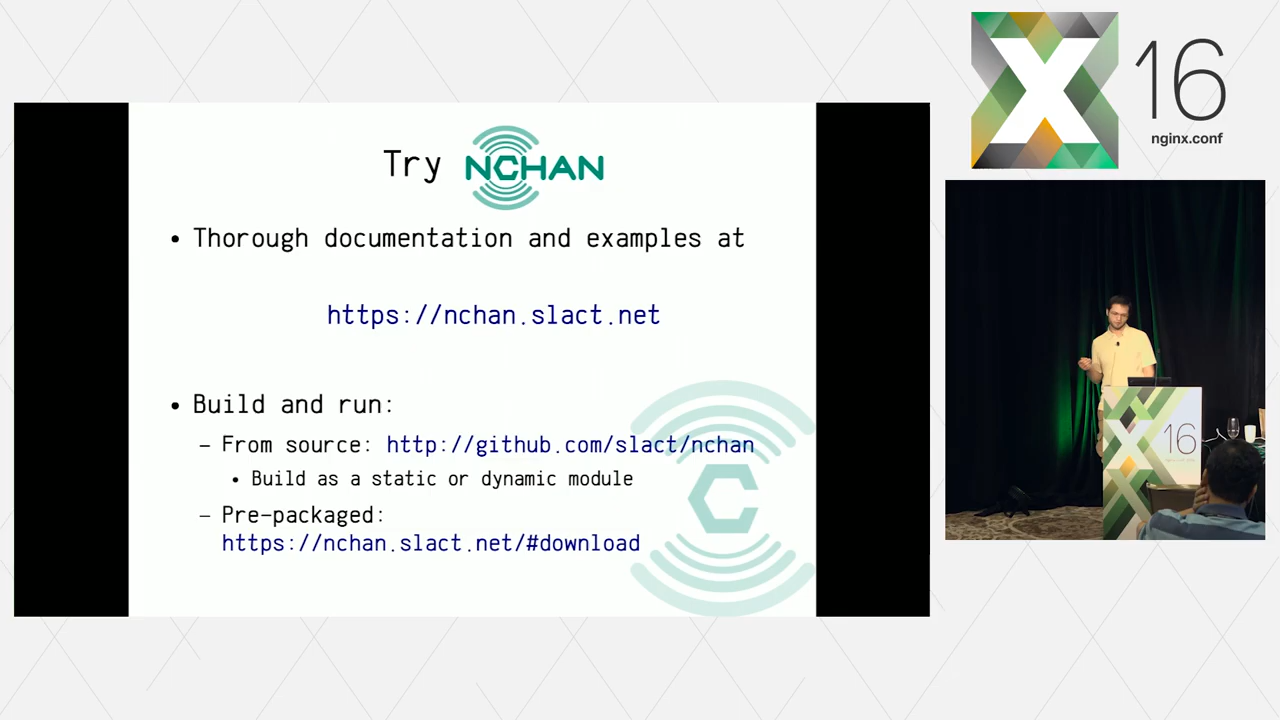 Try NCHAN
• Thorough documentation and examples at
https://nchan.slact.net
• Build and run:
– From source: http://github.com/slact/nchan
• Build as a static or dynamic module
– Pre-packaged:
https://nchan.slact.net/#download
16
nginx.conf
16